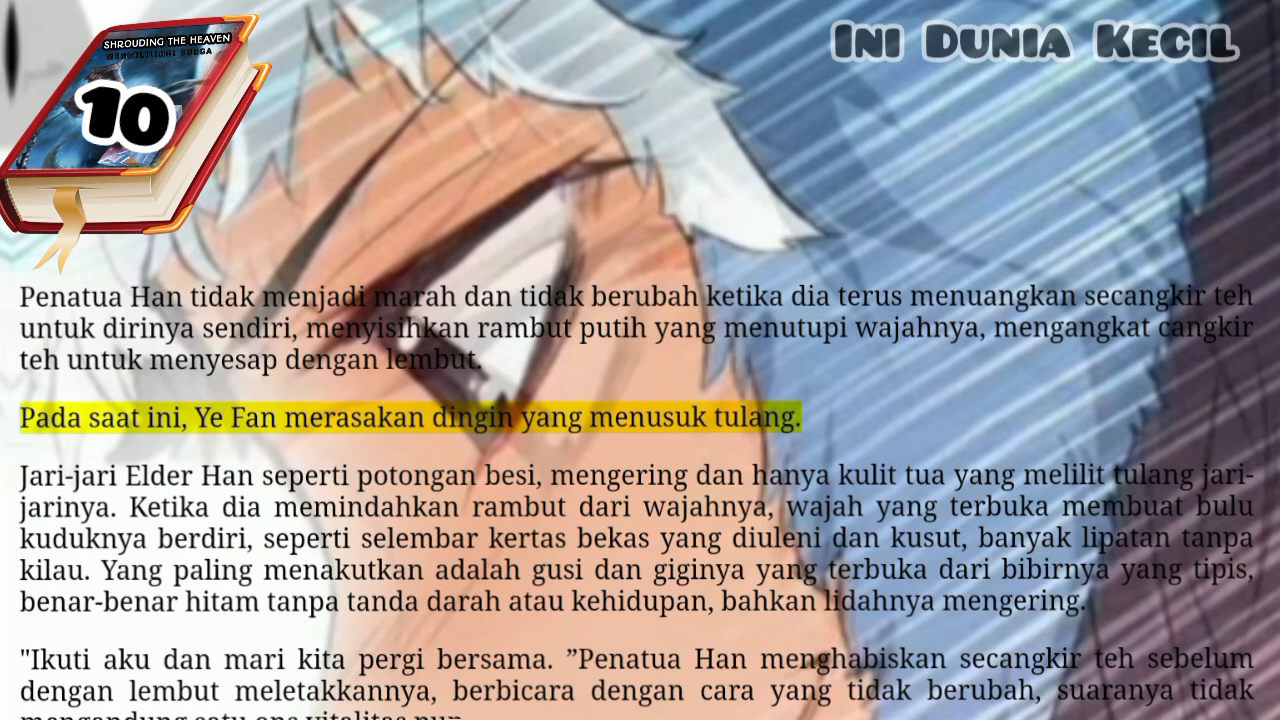 SHROUDING THE HEAVEN
10
INI DUNIA KECIL
Penatua Han tidak menjadi marah dan tidak berubah ketika dia terus menuangkan secangkir teh
untuk dirinya sendiri, menyisihkan rambut putih yang menutupi wajahnya, mengangkat cangkir
teh untuk menyesap dengan lembut.
Pada saat ini, Ye Fan merasakan dingin yang menusuk tulang.
Jari-jari Elder Han seperti potongan besi, mengering dan hanya kulit tua yang melilit tulang jari-
jarinya. Ketika dia memindahkan rambut dari wajahnya, wajah yang terbuka membuat bulu
kuduknya berdiri, seperti selembar kertas bekas yang diuleni dan kusut, banyak lipatan tanpa
kilau. Yang paling menakutkan adalah gusi dan giginya yang terbuka dari bibirnya yang tipis,
benar-benar hitam tanpa tanda darah atau kehidupan, bahkan lidahnya mengering.
"Ikuti aku dan mari kita pergi bersama. ”Penatua Han menghabiskan secangkir teh sebelum
dengan lembut meletakkannya, berbicara dengan cara yang tidak berubah, suaranya tidak